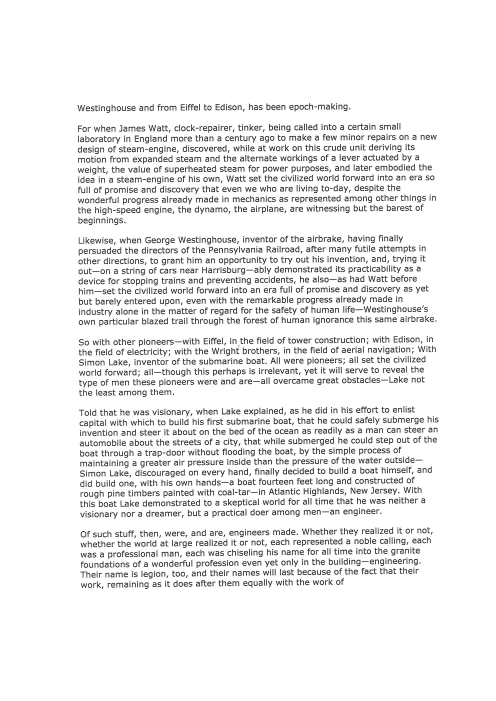 Westinghouse and from Eiffel to Edison, has been epoch-making.
For when James Watt, clock-repairer, tinker, being called into a certain small
laboratory in England more than a century ago to make a few minor repairs on a new
design of steam-engine, discovered, while at work on this crude unit deriving its
motion from expanded steam and the alternate workings of a lever actuated by a
weight, the value of superheated steam for power purposes, and later embodied the
idea in a steam-engine of his own, Watt set the civilized world forward into an era so
full of promise and discovery that even we who are living to-day, despite the
wonderful progress already made in mechanics as represented among other things in
the high-speed engine, the dynamo, the airplane, are witnessing but the barest of
beginnings.
Likewise, when George Westinghouse, inventor of the airbrake, having finally
persuaded the directors of the Pennsylvania Railroad, after many futile attempts in
other directions, to grant him an opportunity to try out his invention, and, trying it
out—on a string of cars near Harrisburg—ably demonstrated its practicability as a
device for stopping trains and preventing accidents, he also—as had Watt before
him—set the civilized world forward into an era full of promise and discovery as yet
but barely entered upon, even with the remarkable progress already made in
industry alone in the matter of regard for the safety of human life—Westinghouse's
own particular blazed trail through the forest of human ignorance this same airbrake.
So with other pioneers—with Eiffel, in the field of tower construction; with Edison, in
the field of electricity; with the Wright brothers, in the field of aerial navigation; With
Simon Lake, inventor of the submarine boat. All were pioneers; all set the civilized
world forward; all—though this perhaps is irrelevant, yet it will serve to reveal the
type of men these pioneers were and are—all overcame great obstacles—Lake not
the least among them.
Told that he was visionary, when Lake explained, as he did in his effort to enlist
capital with which to build his first submarine boat, that he could safely submerge his
invention and steer it about on the bed of the ocean as readily as a man can steer an
automobile about the streets of a city, that while submerged he could step out of the
boat through a trap-door without flooding the boat, by the simple process of
maintaining a greater air pressure inside than the pressure of the water outside—
Simon Lake, discouraged on every hand, finally decided to build a boat himself, and
did build one, with his own hands—a boat fourteen feet long and constructed of
rough pine timbers painted with coal-tar—in Atlantic Highlands, New Jersey. With
this boat Lake demonstrated to a skeptical world for all time that he was neither a
visionary nor a dreamer, but a practical doer among men—an engineer.
Of such stuff, then, were, and are, engineers made. Whether they realized it or not,
whether the world at large realized it or not, each represented a noble calling, each
was a professional man, each was chiseling his name for all time into the granite
foundations of a wonderful profession even yet only in the building—engineering.
Their name is legion, too, and their names will last because of the fact that their
work, remaining as it does after them equally with the work of